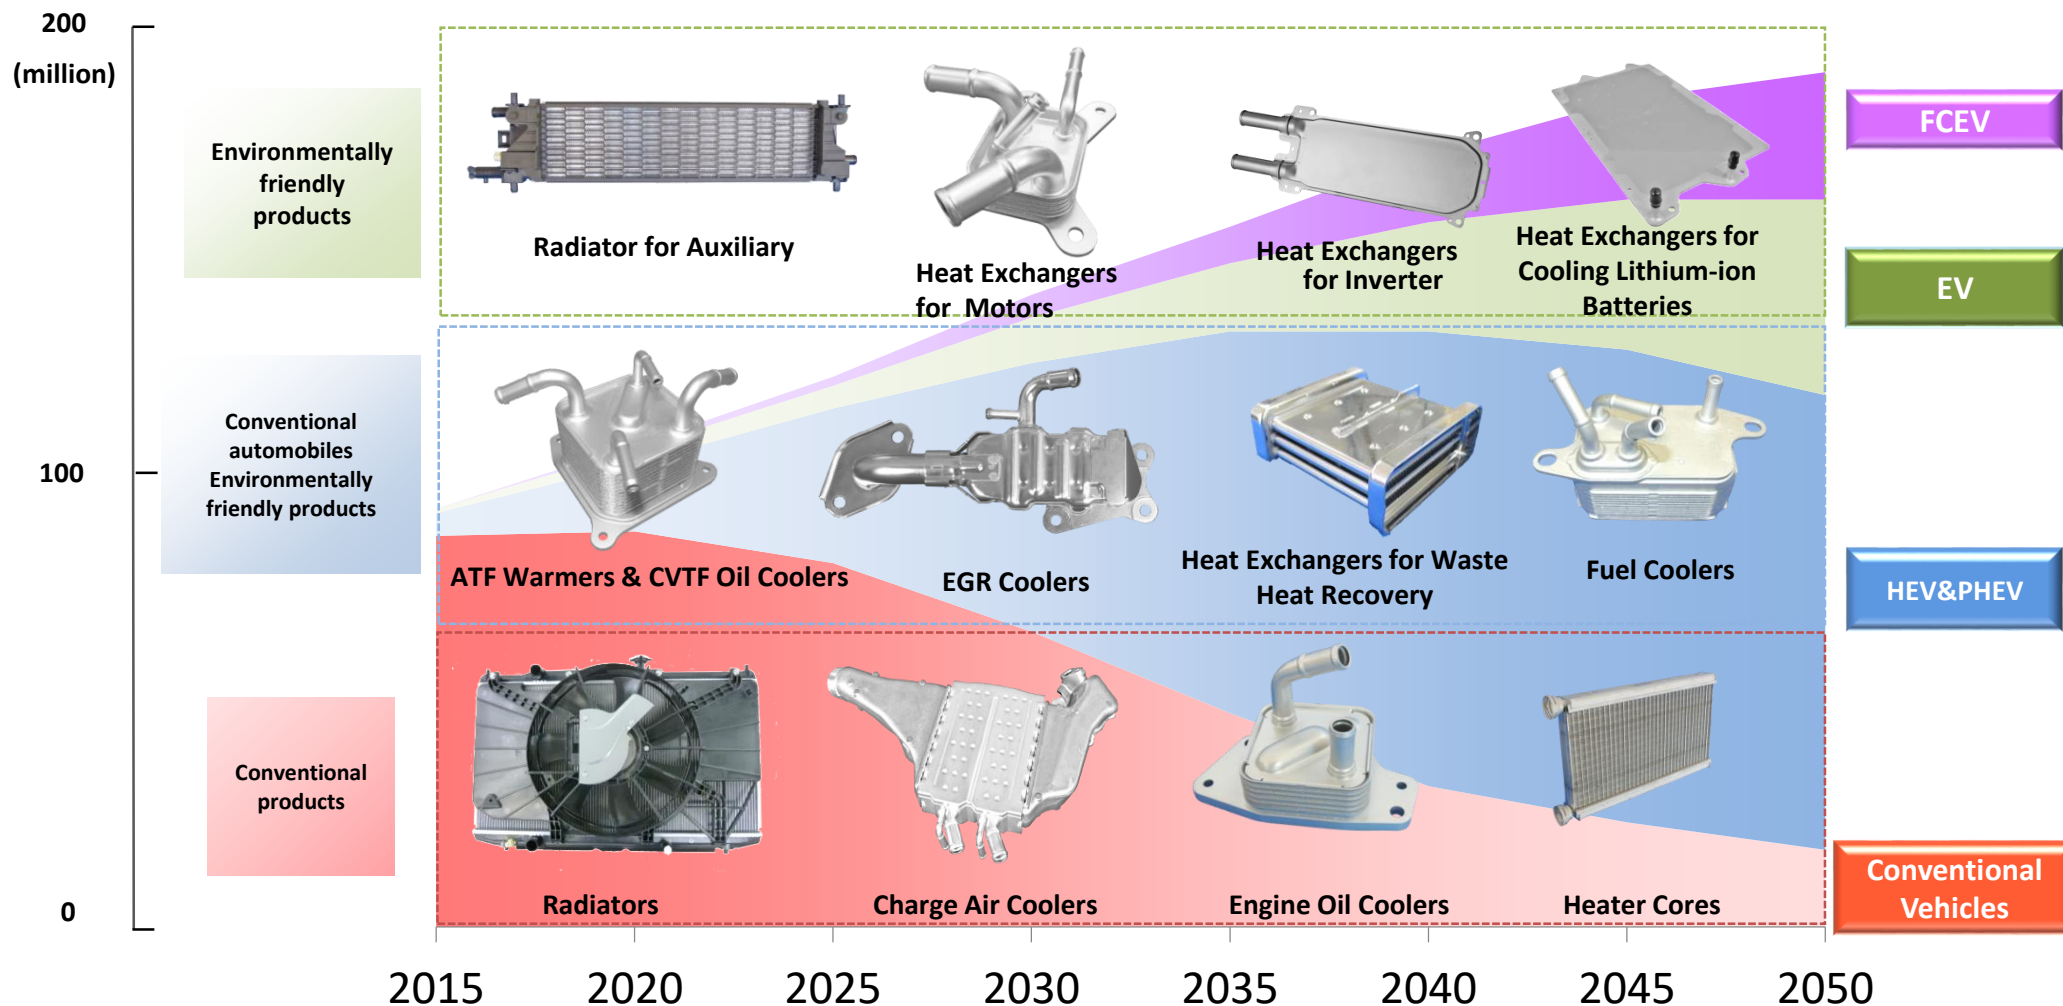 200
(million)
100
0
Environmentally
friendly
products
Conventional
automobiles
Environmentally
friendly products
Conventional
products
Radiator for Auxiliary
Heat Exchangers
for Motors
Heat Exchangers
for Inverter
Heat Exchangers for
Cooling Lithium-ion
Batteries
ATF Warmers & CVTF Oil Coolers
EGR Coolers
Heat Exchangers for Waste
Heat Recovery
Fuel Coolers
Radiators
Charge Air Coolers
Engine Oil Coolers
Heater Cores
FCEV
EV
HEV&PHEV
Conventional
Vehicles
2015 2020 2025 2030 2035 2040 2045 2050